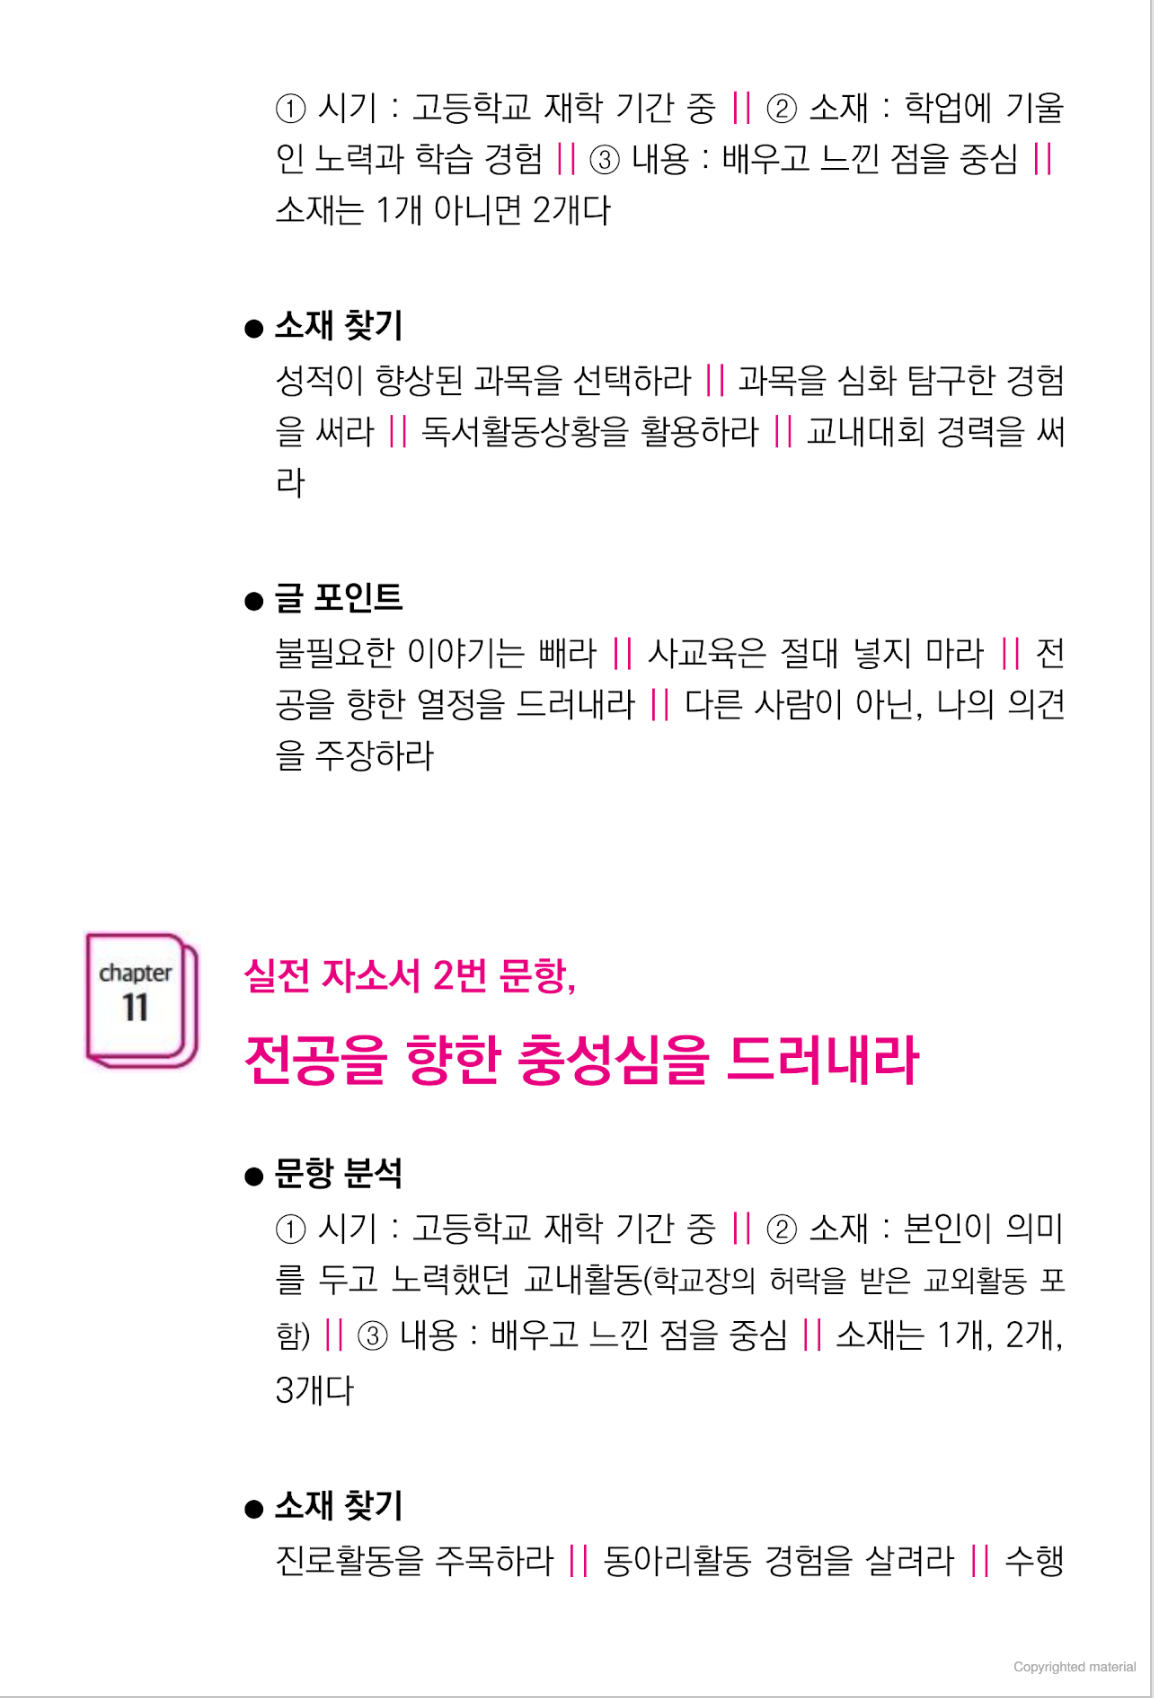 ① 시기 : 고등학교 재학 기간 중 || ② 소재 : 학업에 기울
인 노력과 학습 경험 || ③ 내용 : 배우고 느낀 점을 중심 ||
소재는 1개 아니면 2개다
● 소재 찾기
성적이 향상된 과목을 선택하라 || 과목을 심화 탐구한 경험
을 써라 || 독서활동상황을 활용하라 || 교내대회 경력을 써
라
● 글 포인트
불필요한 이야기는 빼라 || 사교육은 절대 넣지 마라 || 전
공을 향한 열정을 드러내라 || 다른 사람이 아닌, 나의 의견
을 주장하라
chapter
11
실전 자소서 2번 문항,
전공을 향한 충성심을 드러내라
● 문항 분석
① 시기 : 고등학교 재학 기간 중 || ② 소재 : 본인이 의미
를 두고 노력했던 교내활동(학교장의 허락을 받은 교외활동 포
함) || ③ 내용 : 배우고 느낀 점을 중심 || 소재는 1개, 2개,
3개다
● 소재 찾기
진로활동을 주목하라 || 동아리활동 경험을 살려라 || 수행
Copyrighted material